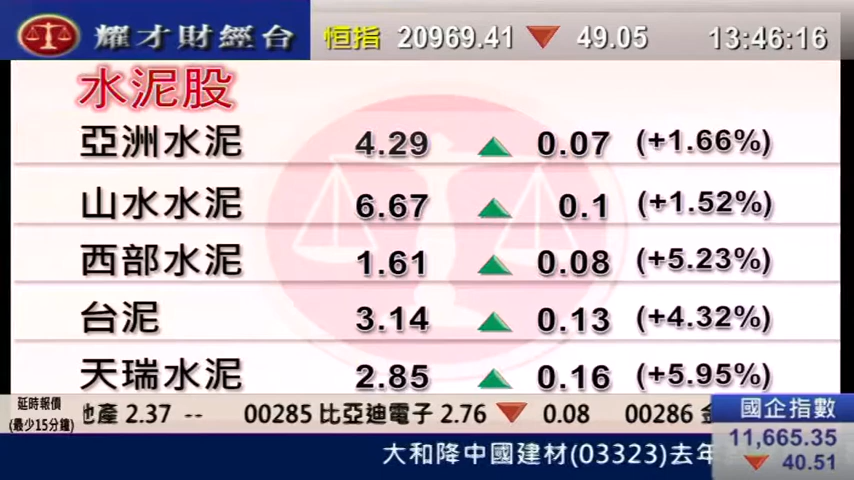 耀才財經台 恒指 20969.41 49.05 13:46:16
水泥股
亞洲水泥 4.29 0.07 (+1.66%)
山水水泥 6.67 0.1 (+1.52%)
西部水泥 1.61 0.08 (+5.23%)
台泥 3.14 0.13 (+4.32%)
天瑞水泥 2.85 0.16 (+5.95%)
延時報價
(最少15分鐘)
地產 2.37 -- 00285 比亞迪電子 2.76 0.08 00286
國企指數
11,665.35
40.51
大和降中國建材(03323)去年